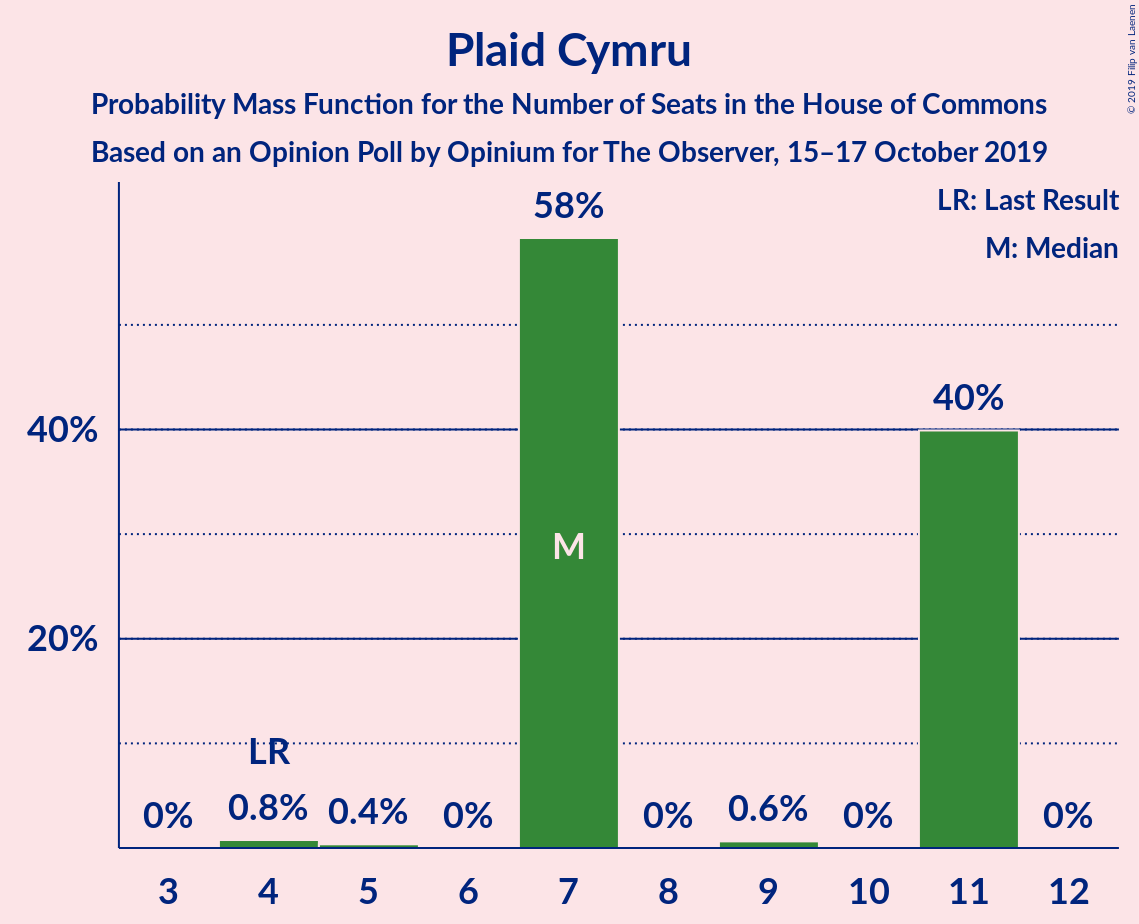 Plaid Cymru
Probability Mass Function for the Number of Seats in the House of Commons
Based on an Opinion Poll by Opinium for The Observer, 15–17 October 2019
© 2019 Filip van Laenen
LR: Last Result
M: Median
58%
40%
40%
M
20%
LR
0% 0.8% 0.4% 0% 0% 0.6% 0% 0%
3 4 5 6 7 8 9 10 11 12